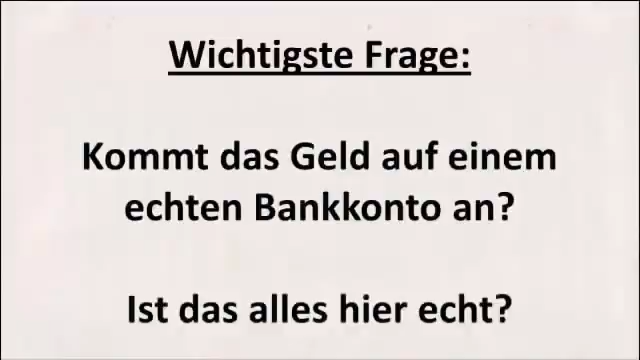 Wichtigste Frage:
Kommt das Geld auf einem
echten Bankkonto an?
Ist das alles hier echt?